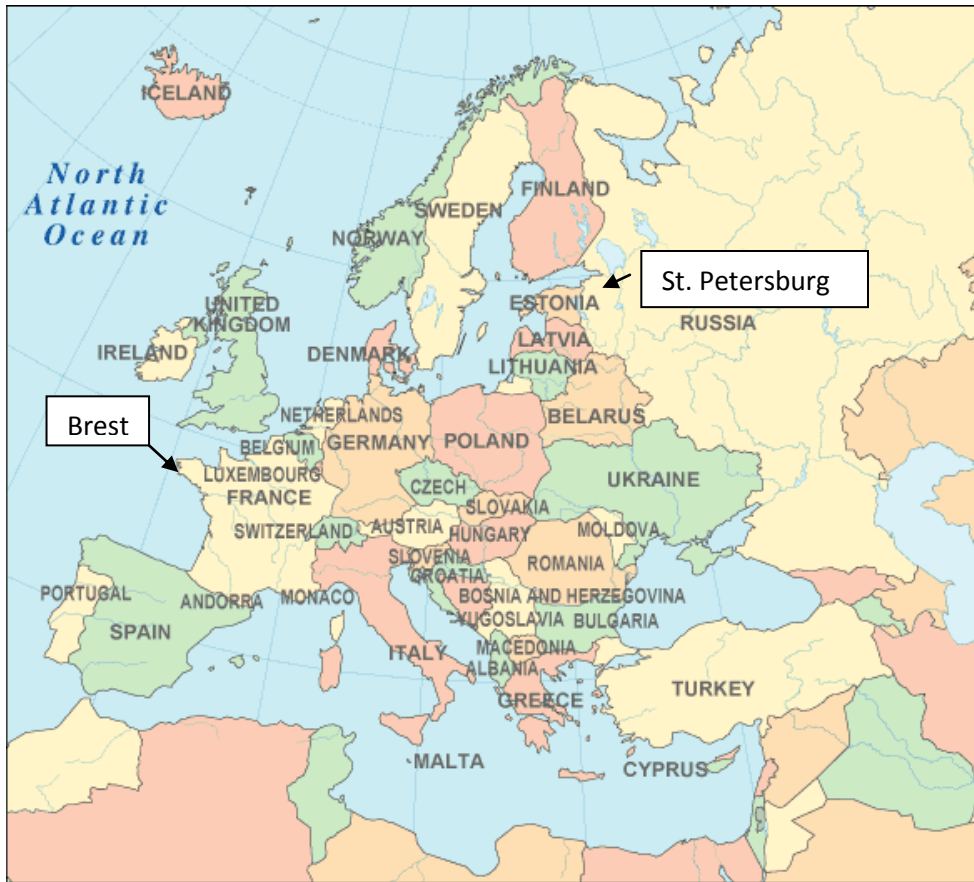 ICELAND
North
Atlantic
Ocean
FINLAND
SWEDEN
NORWAY
St. Petersburg
UNITED
KINGDOM
ESTONIA
RUSSIA
IRELAND
DENMARK
LATVIA
LITHUANIA
Brest
NETHERLANDS
BELARUS
BELGIUM
GERMANY
POLAND
LUXEMBOURG
FRANCE
CZECH
UKRAINE
SLOVAKIA
SWITZERLAND
AUSTRIA
MOLDOVA
HUNGARY
SLOVENIA
ROMANIA
CROATIA
PORTUGAL
ANDORRA
MONACO
BOSNIA AND HERZEGOVINA
SPAIN
YUGOSLAVIA
BULGARIA
ITALY
MACEDONIA
ALBANIA
GREECE
TURKEY
MALTA
CYPRUS